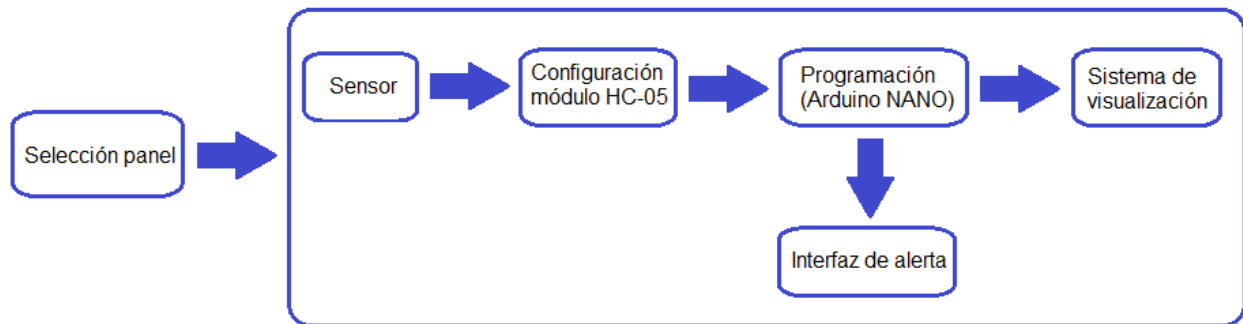 Selección panel
Sensor
Configuración
módulo HC-05
Programación
(Arduino NANO)
Sistema de
visualización
Interfaz de alerta